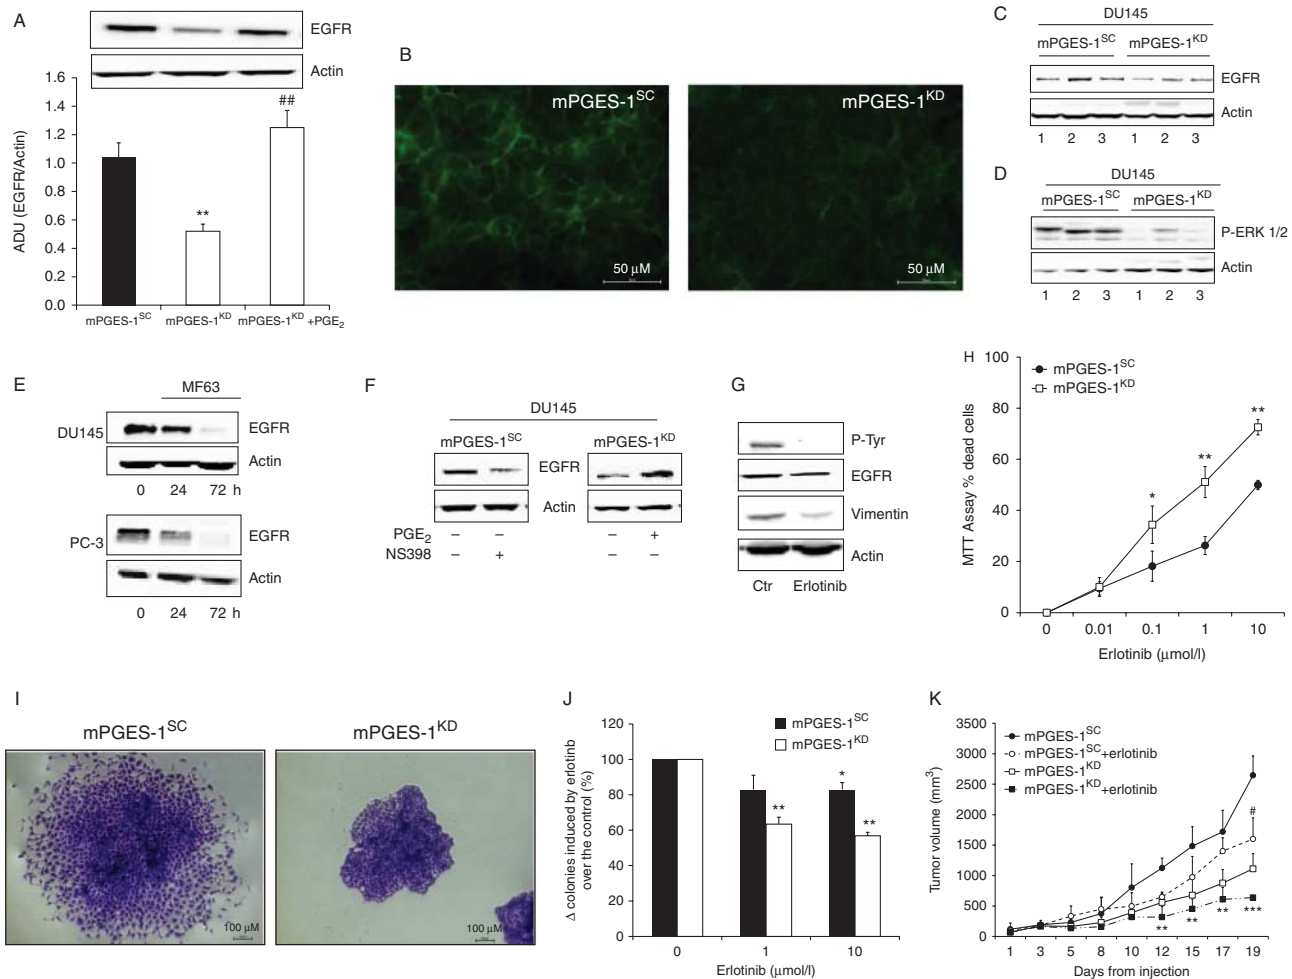 A
EGFR
Actin
1.6
1.4
1.2
1.0
0.8
0.6
0.4
0.2
0.0
ADU (EGFR/Actin)
**
##
mPGES-1SC
mPGES-1KD
mPGES-1KD +PGE2
B
mPGES-1SC
50 μM
mPGES-1KD
50 μM
C
DU145
mPGES-1SC mPGES-1KD
EGFR
Actin
1 2 3 1 2 3
D
DU145
mPGES-1SC mPGES-1KD
P-ERK 1/2
Actin
1 2 3 1 2 3
E
MF63
DU145
EGFR
Actin
0 24 72 h
PC-3
EGFR
Actin
0 24 72 h
F
DU145
mPGES-1SC mPGES-1KD
EGFR
Actin
PGE2 – – – +
NS398 – + – –
G
P-Tyr
EGFR
Vimentin
Actin
Ctr Erlotinib
H
100
80
60
40
20
0
MTT Assay % dead cells
mPGES-1SC
mPGES-1KD
*
**
**
0 0.01 0.1 1 10
Erlotinib (μmol/l)
I
mPGES-1SC
100 μM
mPGES-1KD
100 μM
J
120
100
80
60
40
20
0
Δ colonies induced by erlotinb
over the control (%)
mPGES-1SC
mPGES-1KD
**
*
**
0 1 10
Erlotinib (μmol/l)
K
3500
3000
2500
2000
1500
1000
500
0
Tumor volume (mm3)
mPGES-1SC
mPGES-1SC+erlotinib
mPGES-1KD
mPGES-1KD+erlotinib
#
** ** ** ***
1 3 5 8 10 12 15 17 19
Days from injection